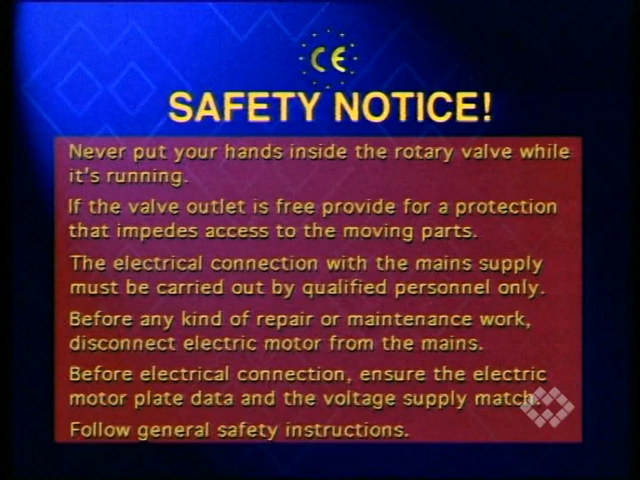 CE
SAFETY NOTICE!
Never put your hands inside the rotary valve while
it's running.
If the valve outlet is free provide for a protection
that impedes access to the moving parts.
The electrical connection with the mains supply
must be carried out by qualified personnel only.
Before any kind of repair or maintenance work,
disconnect electric motor from the mains.
Before electrical connection, ensure the electric
motor plate data and the voltage supply match.
Follow general safety instructions.